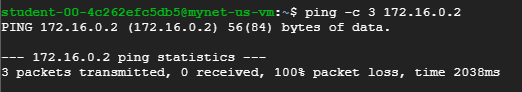 student-00-4c262efc5db5@mynet-us-vm:~$ ping -c 3 172.16.0.2
PING 172.16.0.2 (172.16.0.2) 56(84) bytes of data.
--- 172.16.0.2 ping statistics ---
3 packets transmitted, 0 received, 100% packet loss, time 2038ms